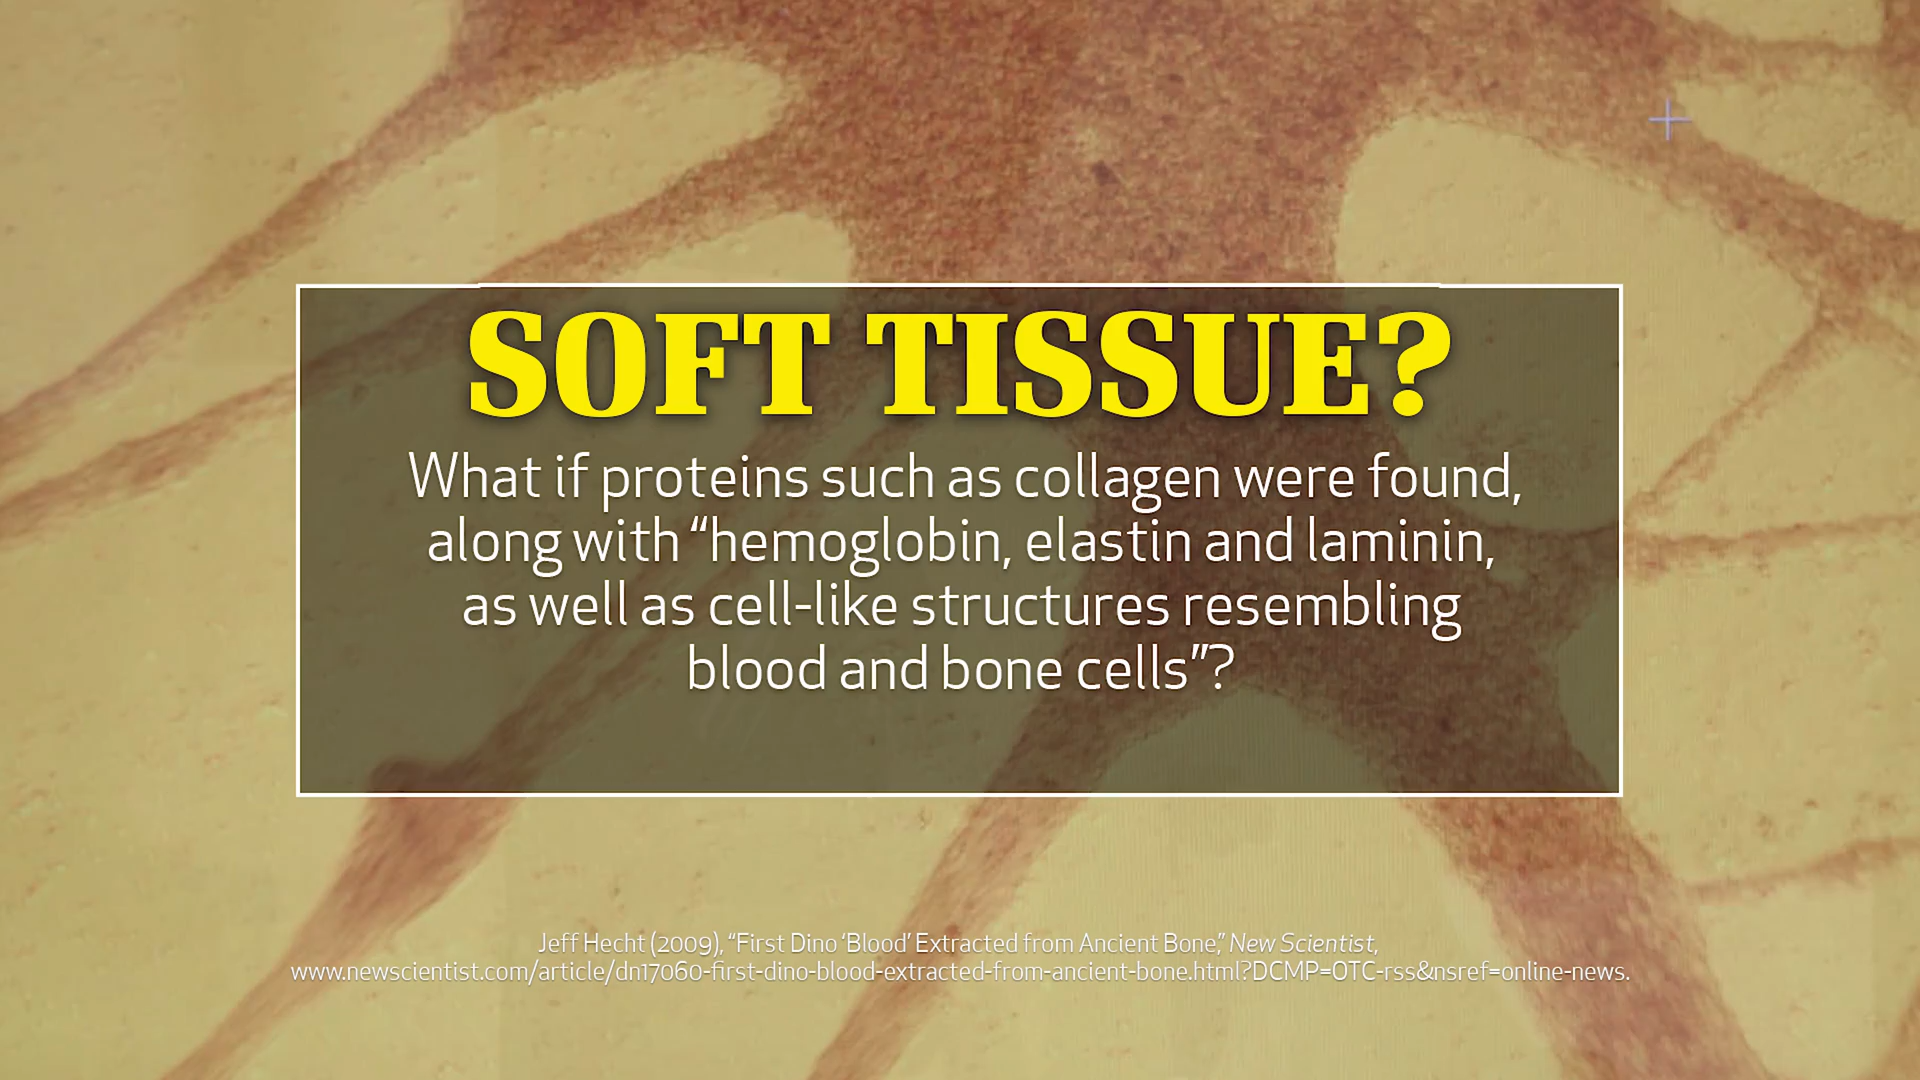 SOFT TISSUE?
What if proteins such as collagen were found,
along with “hemoglobin, elastin and laminin,
as well as cell-like structures resembling
blood and bone cells”?
Jeff Hecht (2009), “First Dino ‘Blood’ Extracted from Ancient Bone,” New Scientist,
www.newscientist.com/article/dn17060-first-dino-blood-extracted-from-ancient-bone.html?DCMP=OTC-rss&nsref=online-news.